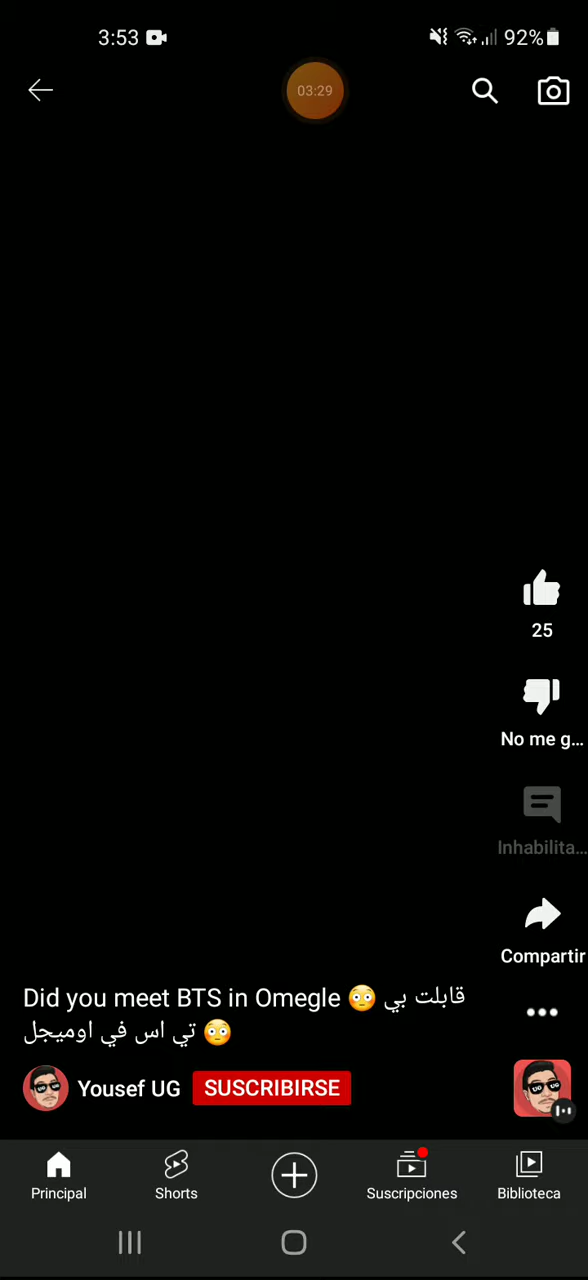 3:53 92%
03:29
25
No me g...
Inhabilita...
Compartir
Did you meet BTS in Omegle 😳 قابلت بي
تي اس في اوميجل 😳
Yousef UG SUSCRIBIRSE
Principal Shorts Suscripciones Biblioteca